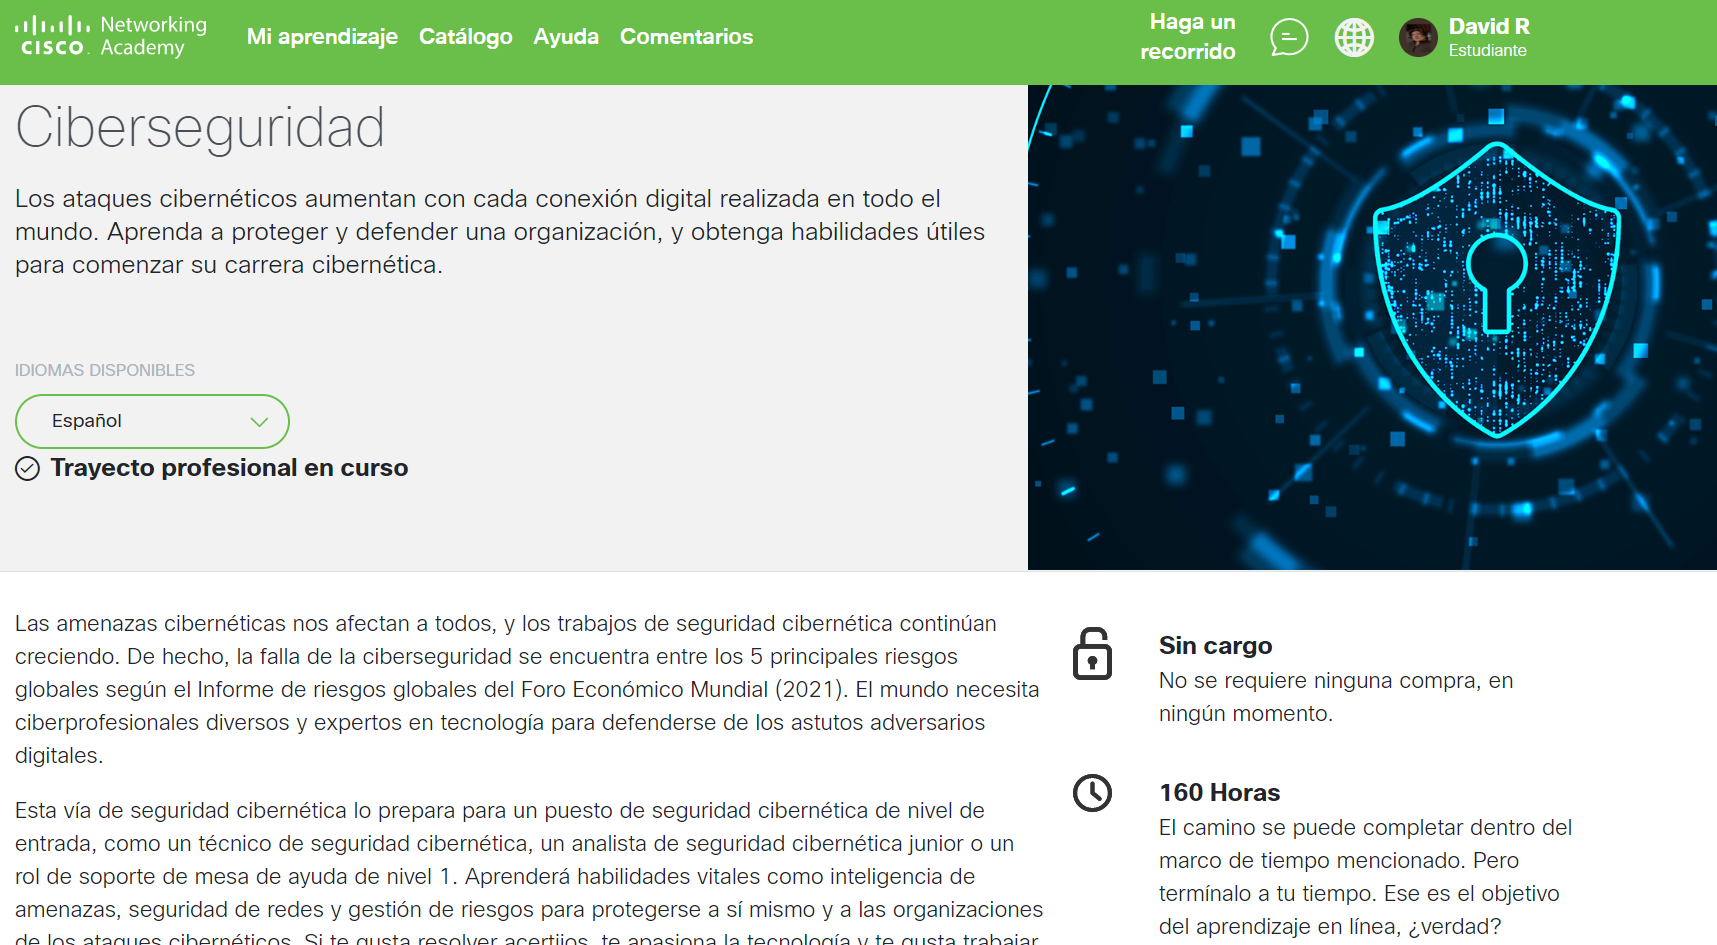 Networking
CISCO. Academy
Mi aprendizaje Catálogo Ayuda Comentarios
Haga un
recorrido
David R
Estudiante
Ciberseguridad
Los ataques cibernéticos aumentan con cada conexión digital realizada en todo el
mundo. Aprenda a proteger y defender una organización, y obtenga habilidades útiles
para comenzar su carrera cibernética.
IDIOMAS DISPONIBLES
Español
Trayecto profesional en curso
Las amenazas cibernéticas nos afectan a todos, y los trabajos de seguridad cibernética continúan
creciendo. De hecho, la falla de la ciberseguridad se encuentra entre los 5 principales riesgos
globales según el Informe de riesgos globales del Foro Económico Mundial (2021). El mundo necesita
ciberprofesionales diversos y expertos en tecnología para defenderse de los astutos adversarios
digitales.
Esta vía de seguridad cibernética lo prepara para un puesto de seguridad cibernética de nivel de
entrada, como un técnico de seguridad cibernética, un analista de seguridad cibernética junior o un
rol de soporte de mesa de ayuda de nivel 1. Aprenderá habilidades vitales como inteligencia de
amenazas, seguridad de redes y gestión de riesgos para protegerse a sí mismo y a las organizaciones
de los ataques cibernéticos. Si te gusta resolver acertijos, te apasiona la tecnología y te gusta trabajar
Sin cargo
No se requiere ninguna compra, en
ningún momento.
160 Horas
El camino se puede completar dentro del
marco de tiempo mencionado. Pero
termínalo a tu tiempo. Ese es el objetivo
del aprendizaje en línea, ¿verdad?